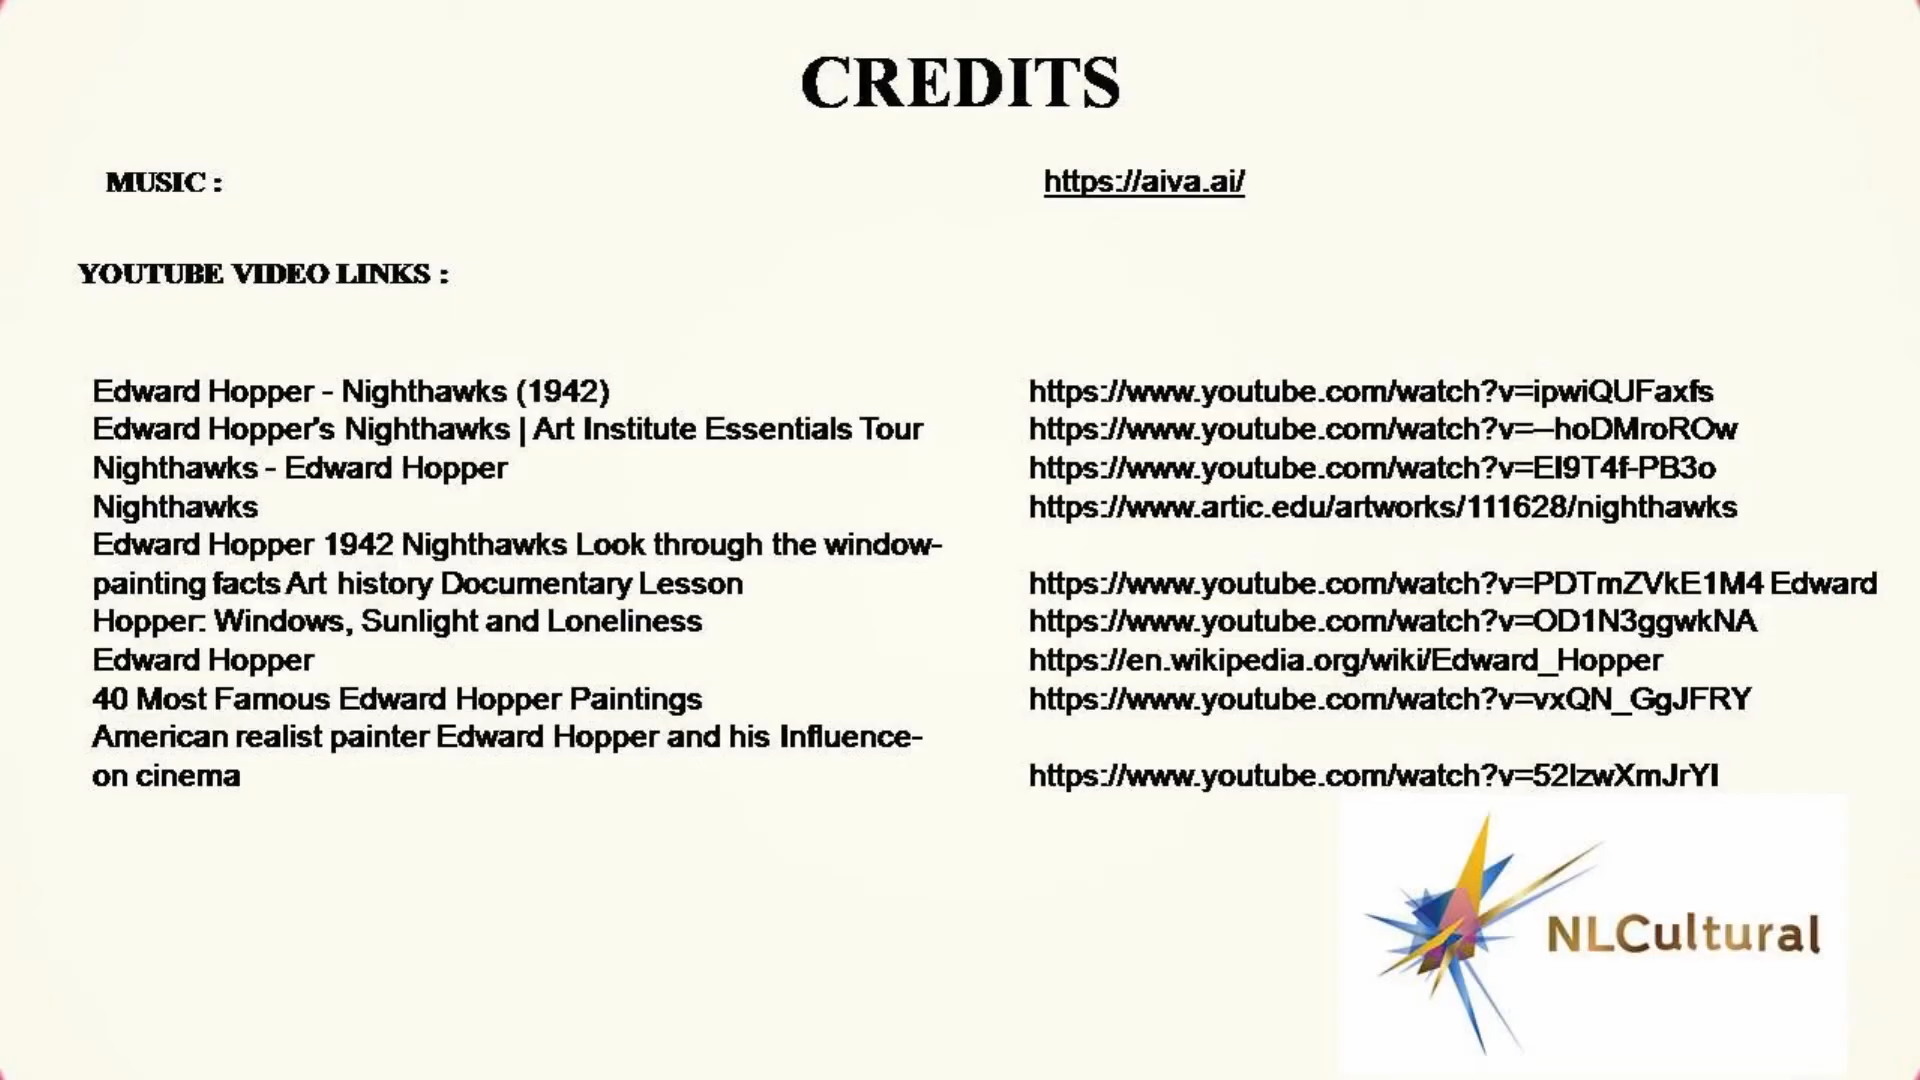 CREDITS
MUSIC : https://aiva.ai/
YOUTUBE VIDEO LINKS :
Edward Hopper - Nighthawks (1942) https://www.youtube.com/watch?v=ipwiQUFaxfs
Edward Hopper's Nighthawks | Art Institute Essentials Tour https://www.youtube.com/watch?v=--hoDMroROw
Nighthawks - Edward Hopper https://www.youtube.com/watch?v=EI9T4f-PB3o
Nighthawks https://www.artic.edu/artworks/111628/nighthawks
Edward Hopper 1942 Nighthawks Look through the window-
painting facts Art history Documentary Lesson https://www.youtube.com/watch?v=PDTmZVkE1M4 Edward
Hopper: Windows, Sunlight and Loneliness https://www.youtube.com/watch?v=OD1N3ggwkNA
Edward Hopper https://en.wikipedia.org/wiki/Edward_Hopper
40 Most Famous Edward Hopper Paintings https://www.youtube.com/watch?v=vxQN_GgJFRY
American realist painter Edward Hopper and his Influence-
on cinema https://www.youtube.com/watch?v=52IzwXmJrYI
NLCultural